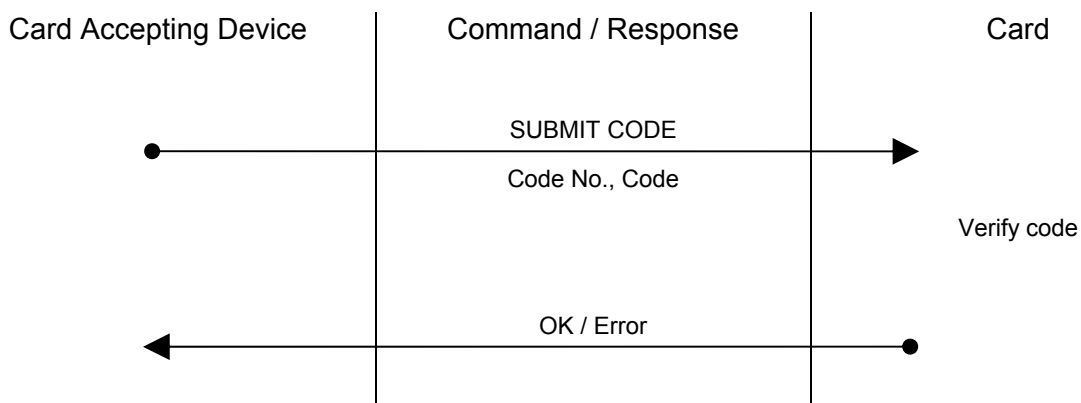 Card Accepting Device
Command / Response
Card
SUBMIT CODE
Code No., Code
Verify code
OK / Error